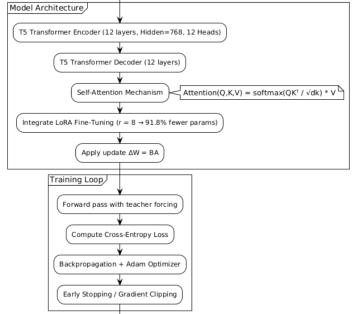 Model Architecture
T5 Transformer Encoder (12 layers, Hidden=768, 12 Heads)
T5 Transformer Decoder (12 layers)
Self-Attention Mechanism
Attention(Q,K,V) = softmax(QKᵀ / √dk) * V
Integrate LoRA Fine-Tuning (r = 8 → 91.8% fewer params)
Apply update ΔW = BA
Training Loop
Forward pass with teacher forcing
Compute Cross-Entropy Loss
Backpropagation + Adam Optimizer
Early Stopping / Gradient Clipping